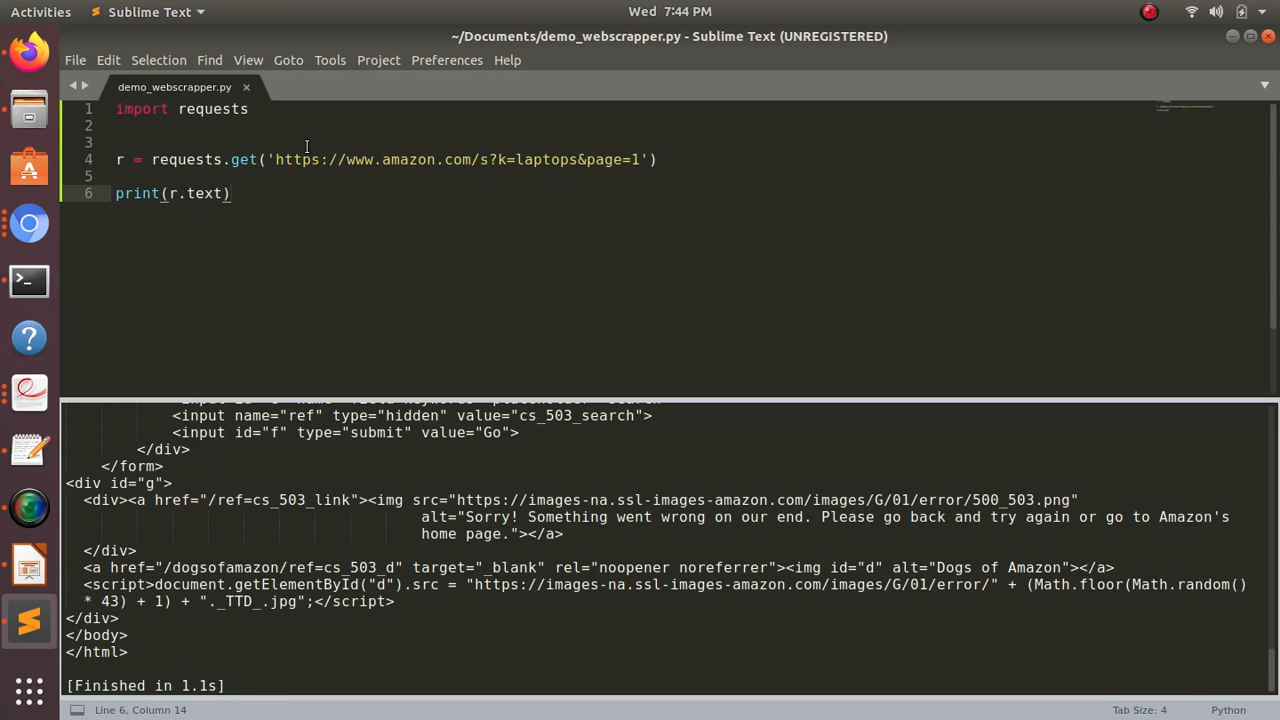 Activities
Sublime Text
Wed 7:44 PM
~/Documents/demo_webscrapper.py - Sublime Text (UNREGISTERED)
File Edit Selection Find View Goto Tools Project Preferences Help
demo_webscrapper.py
1 import requests
2
3
4 r = requests.get('https://www.amazon.com/s?k=laptops&page=1')
5
6 print(r.text)
<input name="ref" type="hidden" value="cs_503_search">
<input id="f" type="submit" value="Go">
</div>
</form>
<div id="g">
<div><a href="/ref=cs_503_link"><img src="https://images-na.ssl-images-amazon.com/images/G/01/error/500_503.png"
alt="Sorry! Something went wrong on our end. Please go back and try again or go to Amazon's
home page."></a>
</div>
<a href="/dogsofamazon/ref=cs_503_d" target="_blank" rel="noopener noreferrer"><img id="d" alt="Dogs of Amazon"></a>
<script>document.getElementById("d").src = "https://images-na.ssl-images-amazon.com/images/G/01/error/" + (Math.floor(Math.random()
* 43) + 1) + "._TTD_.jpg";</script>
</div>
</body>
</html>
[Finished in 1.1s]
Line 6, Column 14
Tab Size: 4
Python